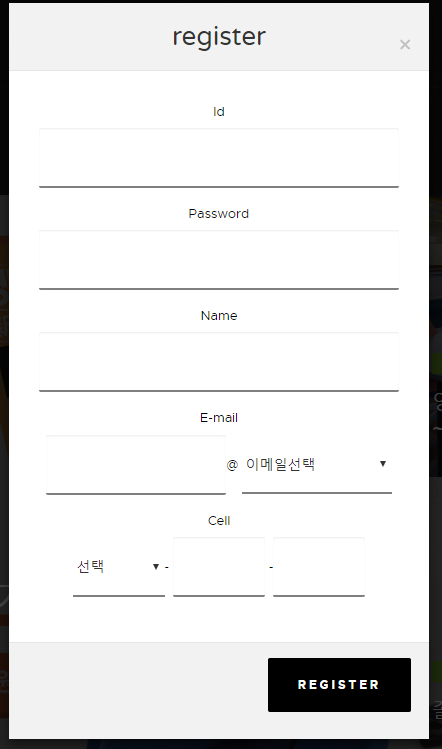 register
×
Id
Password
Name
E-mail
@ 이메일선택
Cell
선택 - -
REGISTER